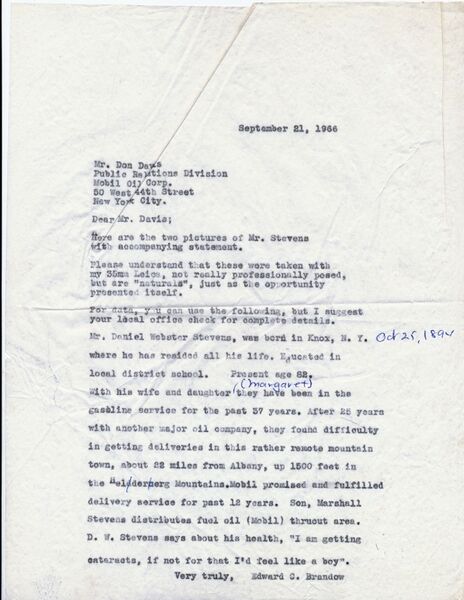 September 21, 1966
Mr. Don Davis
Public Relations Division
Mobil Oil Corp.
50 West 44th Street
New York City.
Dear Mr. Davis;
Here are the two pictures of Mr. Stevens
with accompanying statement.
Please understand that these were taken with
my 35mm Leica, not really professionally posed,
but are "naturals", just as the opportunity
presented itself.
For data, you can use the following, but I suggest
your local office check for complete details.
Mr. Daniel Webster Stevens, was born in Knox, N. Y. Oct 25, 1894
where he has resided all his life. Educated in
local district school. Present age 82.
(Margaret)
With his wife and daughter, they have been in the
gasoline service for the past 37 years. After 25 years
with another major oil company, they found difficulty
in getting deliveries in this rather remote mountain
town, about 22 miles from Albany, up 1500 feet in
the Helderberg Mountains.Mobil promised and fulfilled
delivery service for past 12 years. Son, Marshall
Stevens distributes fuel oil (Mobil) thruout area.
D. W. Stevens says about his health, "I am getting
cataracts, if not for that I'd feel like a boy".
Very truly, Edward C. Brandow